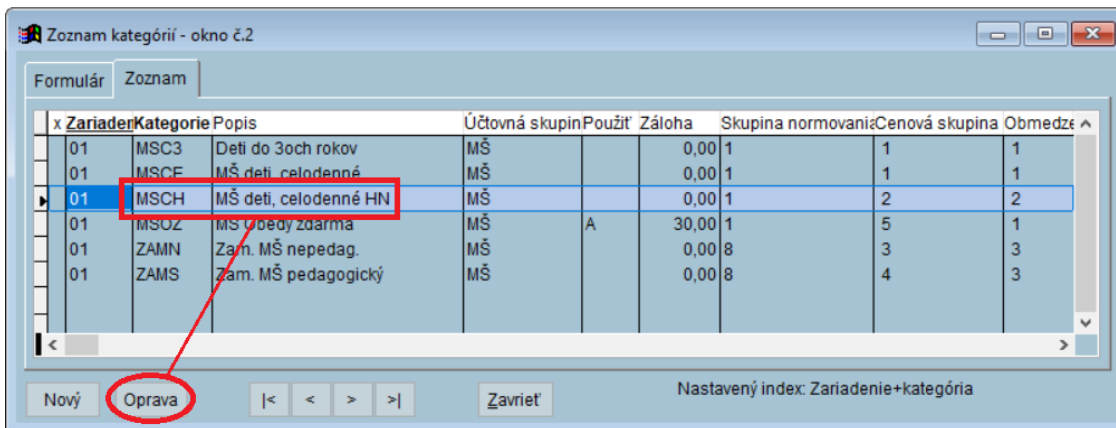 Zoznam kategórií - okno č.2
Formulár Zoznam
x Zariaden Kategorie Popis Účtovná skupin Použiť Záloha Skupina normovania Cenová skupina Obmedze
01 MSC3 Deti do 3och rokov MŠ 0,00 1 1 1
01 MSCE MŠ deti, celodenné MŠ 0,00 1 1 1
01 MSCH MŠ deti, celodenné HN MŠ 0,00 1 2 2
01 MSOZ MŠ Obedy zdarma MŠ A 30,00 1 5 1
01 ZAMN Zam. MŠ nepedag. MŠ 0,00 8 3 3
01 ZAMS Zam. MŠ pedagogický MŠ 0,00 8 4 3
Nový Oprava |< < > >| Zavrieť Nastavený index: Zariadenie+kategória